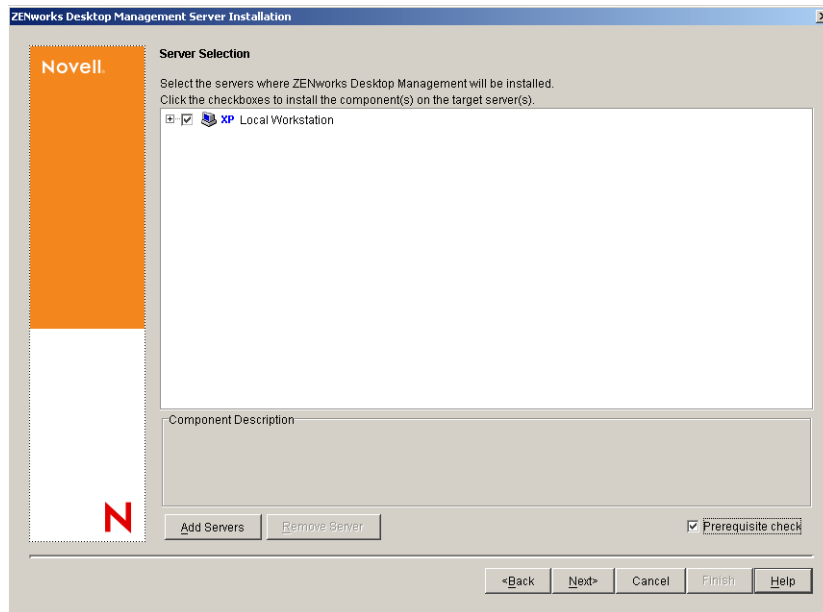 ZENworks Desktop Management Server Installation
Novell.
Server Selection
Select the servers where ZENworks Desktop Management will be installed.
Click the checkboxes to install the component(s) on the target server(s).
XP Local Workstation
Component Description
N
Add Servers Remove Server Prerequisite check
<Back Next> Cancel Finish Help